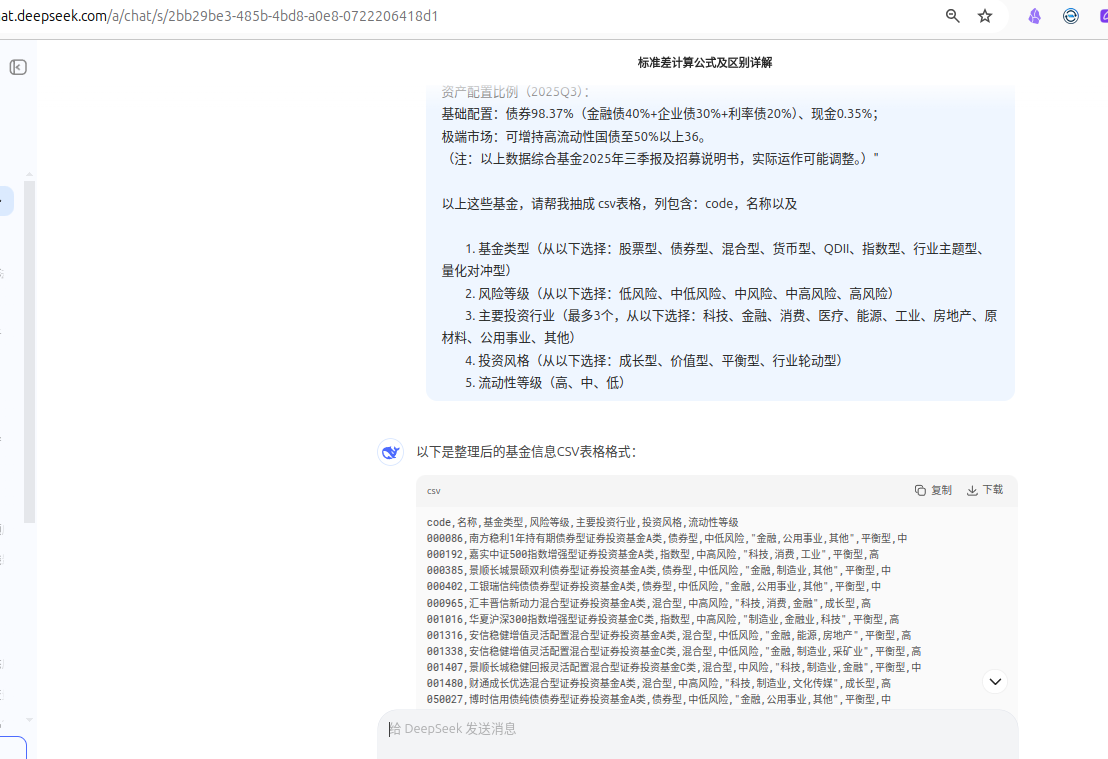 at.deepseek.com/a/chat/s/2bb29be3-485b-4bd8-a0e8-0722206418d1
标准差计算公式及区别详解
资产配置比例（2025Q3）：
基础配置：债券98.37%（金融债40%+企业债30%+利率债20%）、现金0.35%；
极端市场：可增持高流动性国债至50%以上36。
（注：以上数据综合基金2025年三季报及招募说明书，实际运作可能调整。）"
以上这些基金，请帮我抽成 csv表格，列包含：code，名称以及
1. 基金类型（从以下选择：股票型、债券型、混合型、货币型、QDII、指数型、行业主题型、
量化对冲型）
2. 风险等级（从以下选择：低风险、中低风险、中风险、中高风险、高风险）
3. 主要投资行业（最多3个，从以下选择：科技、金融、消费、医疗、能源、工业、房地产、原
材料、公用事业、其他）
4. 投资风格（从以下选择：成长型、价值型、平衡型、行业轮动型）
5. 流动性等级（高、中、低）
以下是整理后的基金信息CSV表格格式：
csv
复制
下载
code,名称,基金类型,风险等级,主要投资行业,投资风格,流动性等级
000086,南方稳利1年持有期债券型证券投资基金A类,债券型,中低风险,"金融,公用事业,其他",平衡型,中
000192,嘉实中证500指数增强型证券投资基金A类,指数型,中高风险,"科技,消费,工业",平衡型,高
000385,景顺长城景颐双利债券型证券投资基金A类,债券型,中低风险,"金融,制造业,其他",平衡型,中
000402,工银瑞信纯债债券型证券投资基金A类,债券型,中低风险,"金融,公用事业,其他",平衡型,中
000965,汇丰晋信新动力混合型证券投资基金A类,混合型,中高风险,"科技,消费,金融",成长型,高
001016,华夏沪深300指数增强型证券投资基金C类,指数型,中高风险,"制造业,金融业,科技",平衡型,高
001316,安信稳健增值灵活配置混合型证券投资基金A类,混合型,中低风险,"金融,能源,房地产",平衡型,高
001338,安信稳健增值灵活配置混合型证券投资基金C类,混合型,中低风险,"金融,制造业,采矿业",平衡型,高
001407,景顺长城稳健回报灵活配置混合型证券投资基金C类,混合型,中风险,"科技,制造业,金融",平衡型,中
001480,财通成长优选混合型证券投资基金A类,混合型,中高风险,"科技,制造业,文化传媒",成长型,高
050027,博时信用债纯债债券型证券投资基金A类,债券型,中低风险,"金融,公用事业,其他",平衡型,中
给 DeepSeek 发送消息